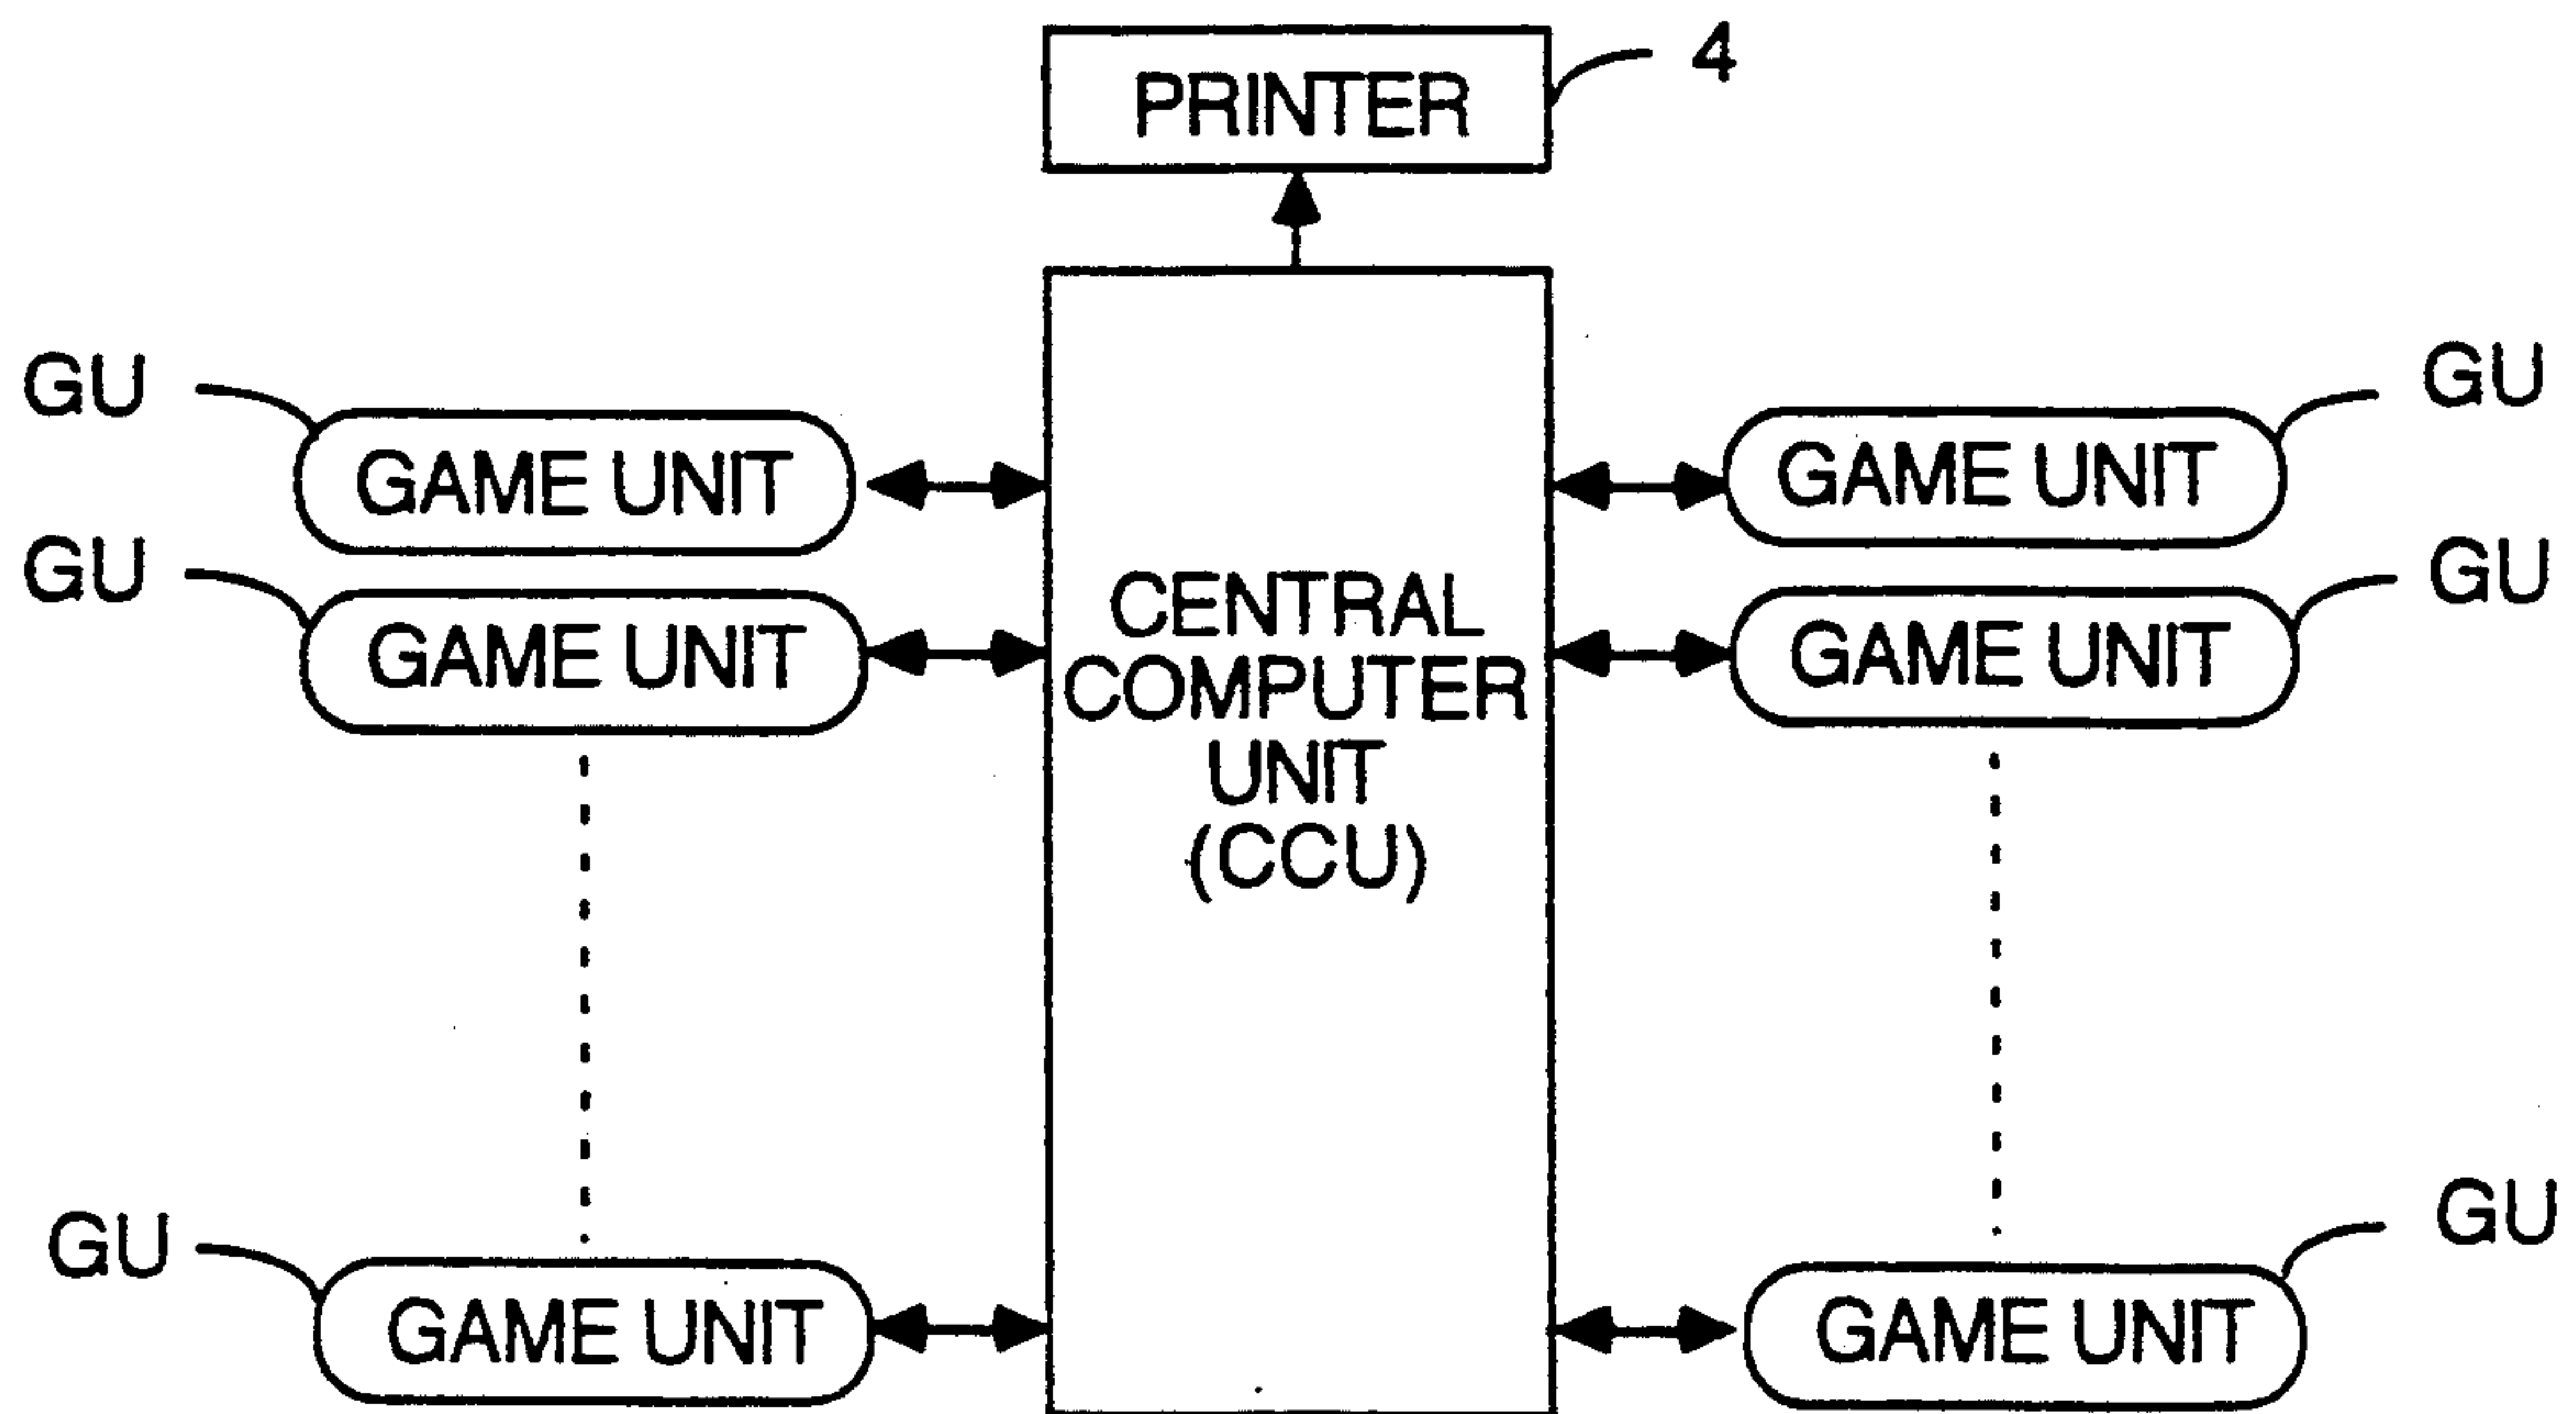 PRINTER
4
GU
GAME UNIT
GU
GAME UNIT
CENTRAL
COMPUTER
UNIT
(CCU)
GU
GAME UNIT
GU
GAME UNIT
GU
GAME UNIT
GU
GAME UNIT